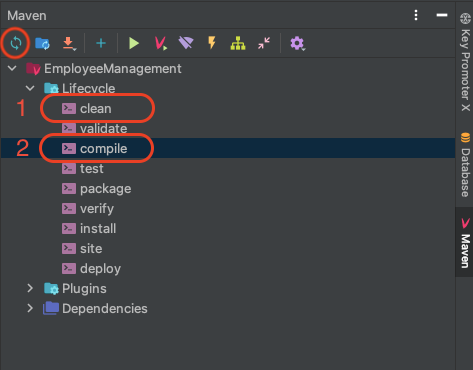 Maven
EmployeeManagement
Lifecycle
1 clean
validate
2 compile
test
package
verify
install
site
deploy
Plugins
Dependencies
Key Promoter X
Database
Maven